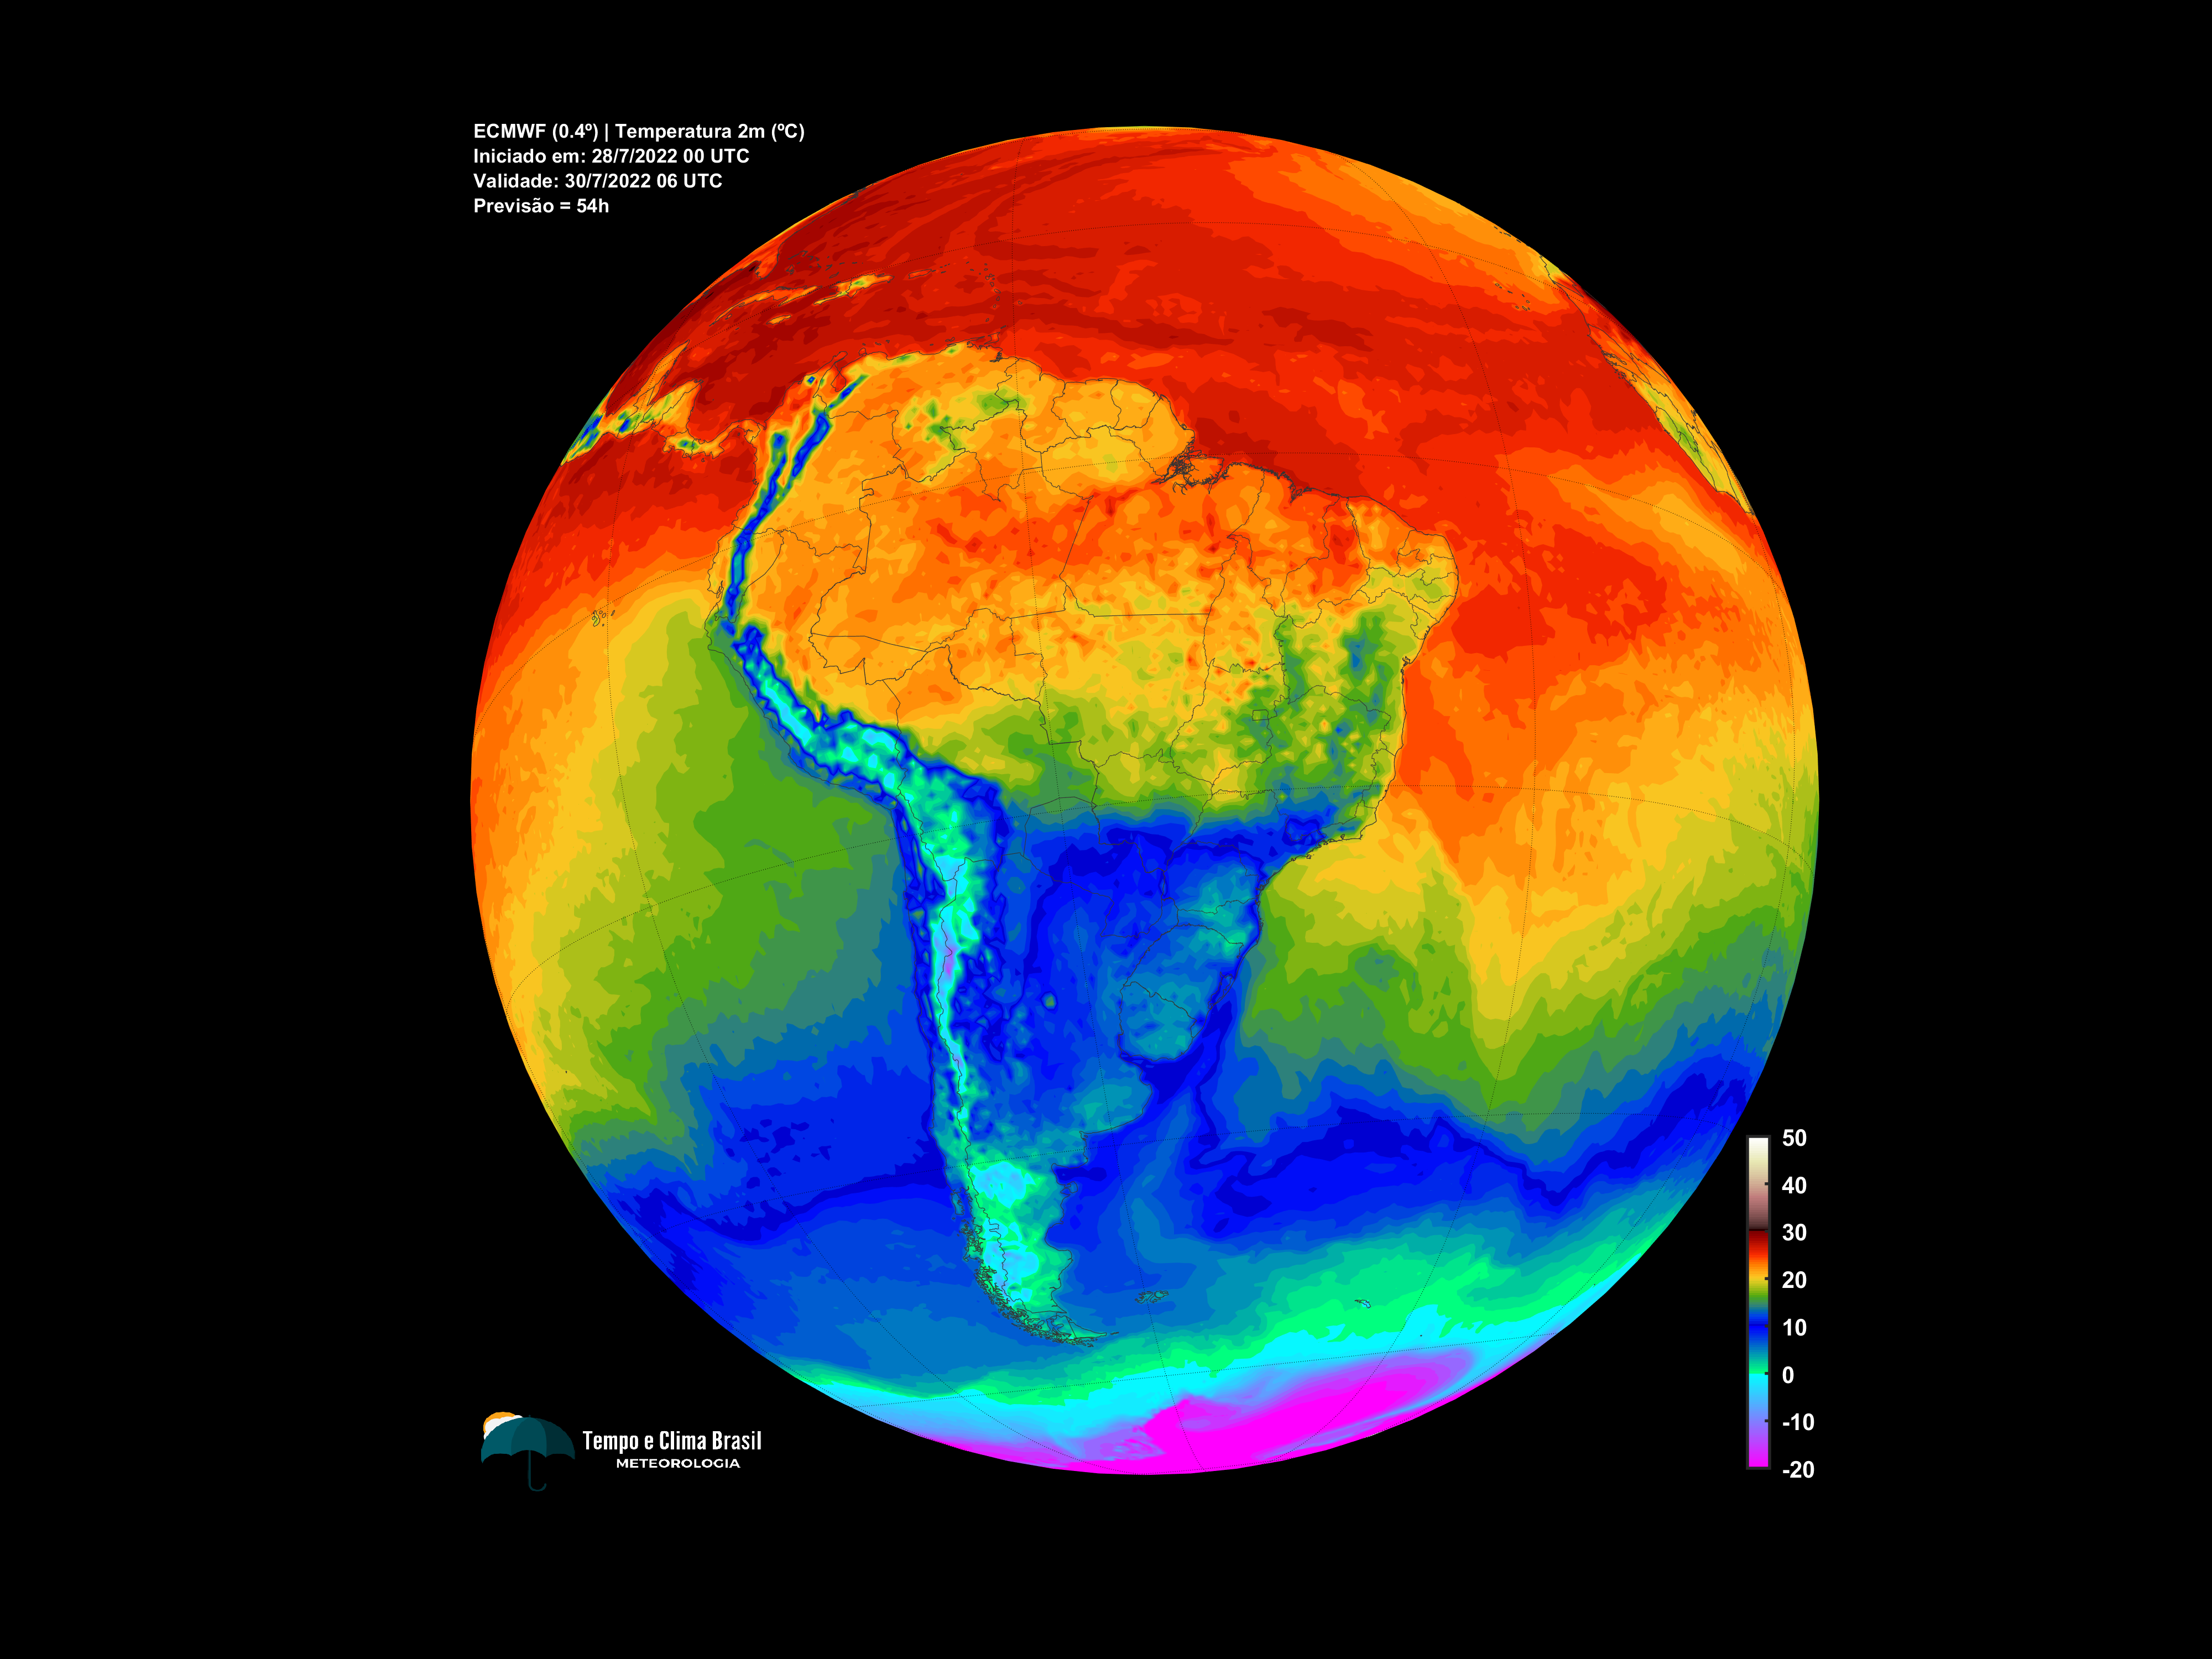 ECMWF (0.4º) | Temperatura 2m (ºC)
Iniciado em: 28/7/2022 00 UTC
Validade: 30/7/2022 06 UTC
Previsão = 54h
50
40
30
20
10
0
-10
-20
Tempo e Clima Brasil
METEOROLOGIA